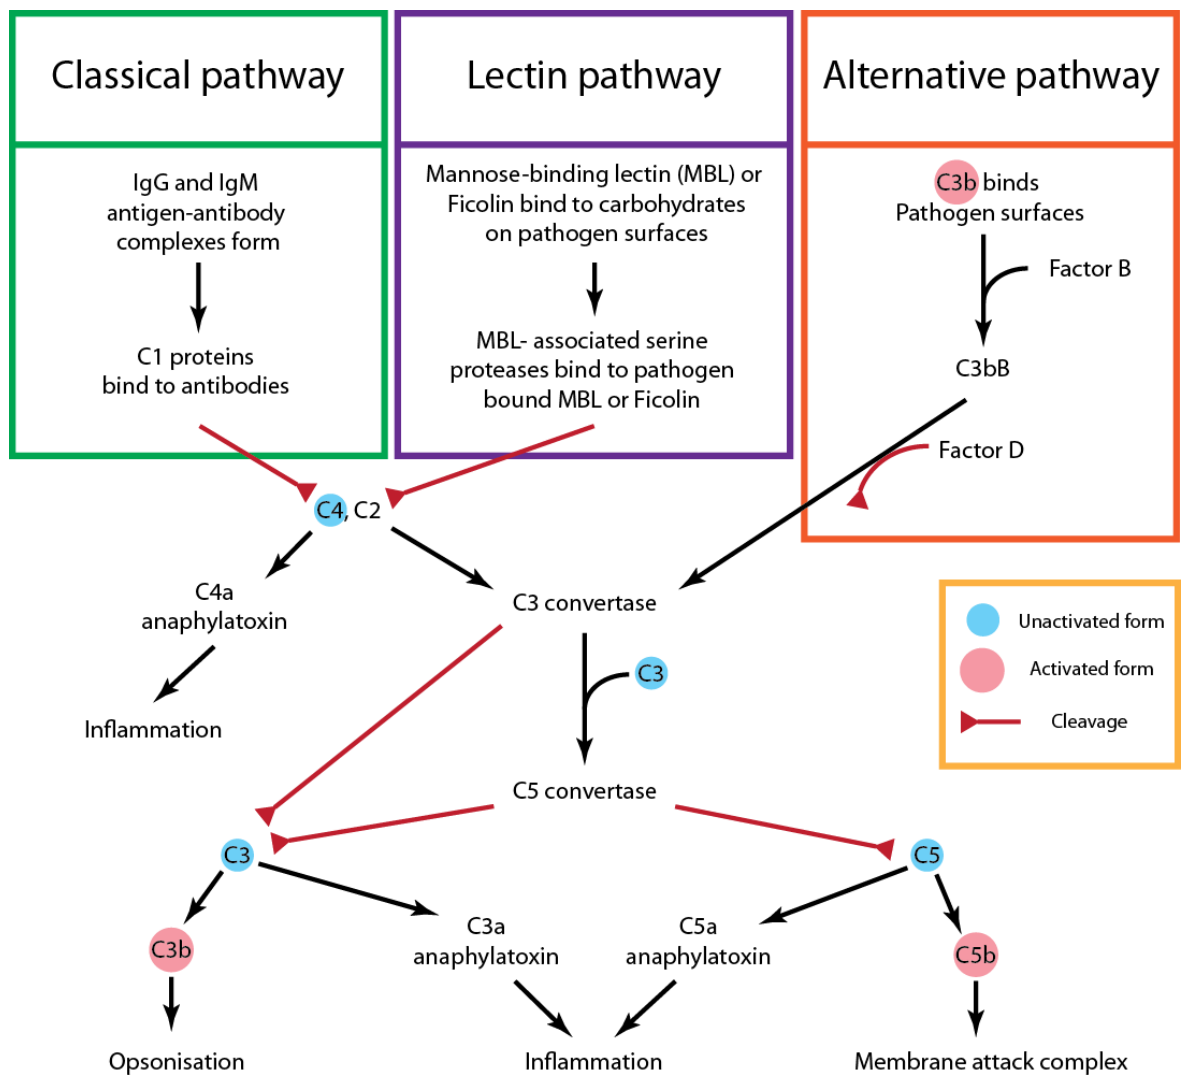 Classical pathway
IgG and IgM
antigen-antibody
complexes form
C1 proteins
bind to antibodies
Lectin pathway
Mannose-binding lectin (MBL) or
Ficolin bind to carbohydrates
on pathogen surfaces
MBL- associated serine
proteases bind to pathogen
bound MBL or Ficolin
Alternative pathway
C3b binds
Pathogen surfaces
Factor B
C3bB
Factor D
C4, C2
C4a
anaphylatoxin
Inflammation
C3 convertase
C3
C5 convertase
Unactivated form
Activated form
Cleavage
C3
C5
C3b
C3a
anaphylatoxin
C5a
anaphylatoxin
C5b
Opsonisation
Inflammation
Membrane attack complex